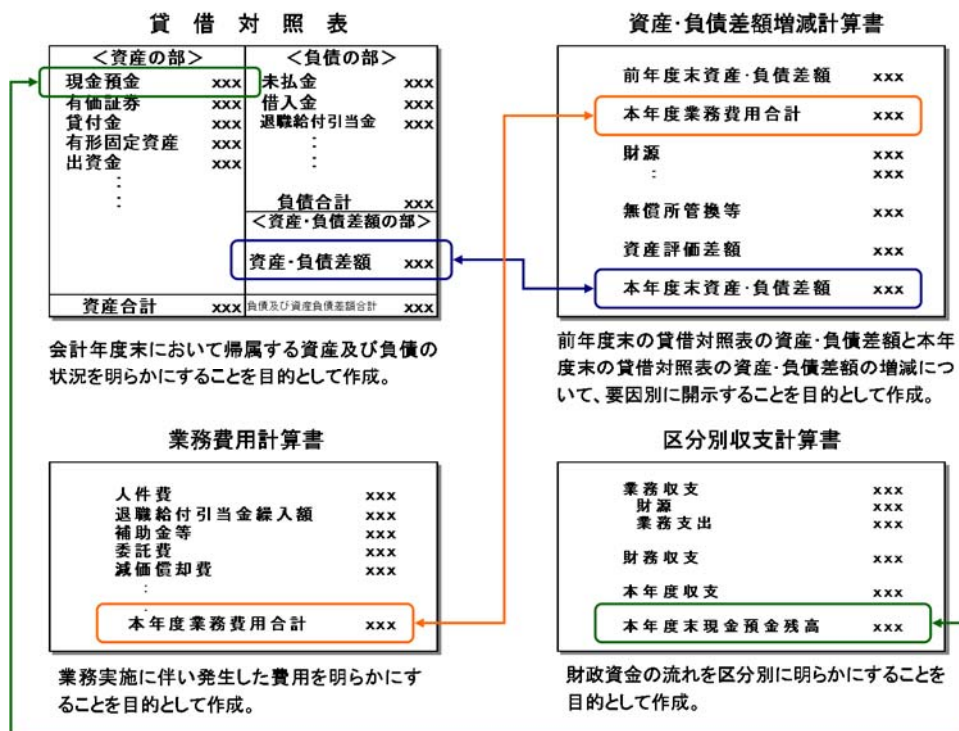 貸借対照表
<資産の部>
現金預金 xxx
有価証券 xxx
貸付金 xxx
有形固定資産 xxx
出資金 xxx
:
:
:
資産合計 xxx
<負債の部>
未払金 xxx
借入金 xxx
退職給付引当金 xxx
:
:
負債合計 xxx
<資産・負債差額の部>
資産・負債差額 xxx
負債及び資産負債差額合計 xxx
会計年度末において帰属する資産及び負債の
状況を明らかにすることを目的として作成。
資産・負債差額増減計算書
前年度末資産・負債差額 xxx
本年度業務費用合計 xxx
財源 xxx
: xxx
無償所管換等 xxx
資産評価差額 xxx
本年度末資産・負債差額 xxx
前年度末の貸借対照表の資産・負債差額と本年
度末の貸借対照表の資産・負債差額の増減につ
いて、要因別に開示することを目的として作成。
業務費用計算書
人件費 xxx
退職給付引当金繰入額 xxx
補助金等 xxx
委託費 xxx
減価償却費 xxx
:
:
本年度業務費用合計 xxx
業務実施に伴い発生した費用を明らかにす
ることを目的として作成。
区分別収支計算書
業務収支 xxx
財源 xxx
業務支出 xxx
財務収支 xxx
本年度収支 xxx
本年度末現金預金残高 xxx
財政資金の流れを区分別に明らかにすることを
目的として作成。